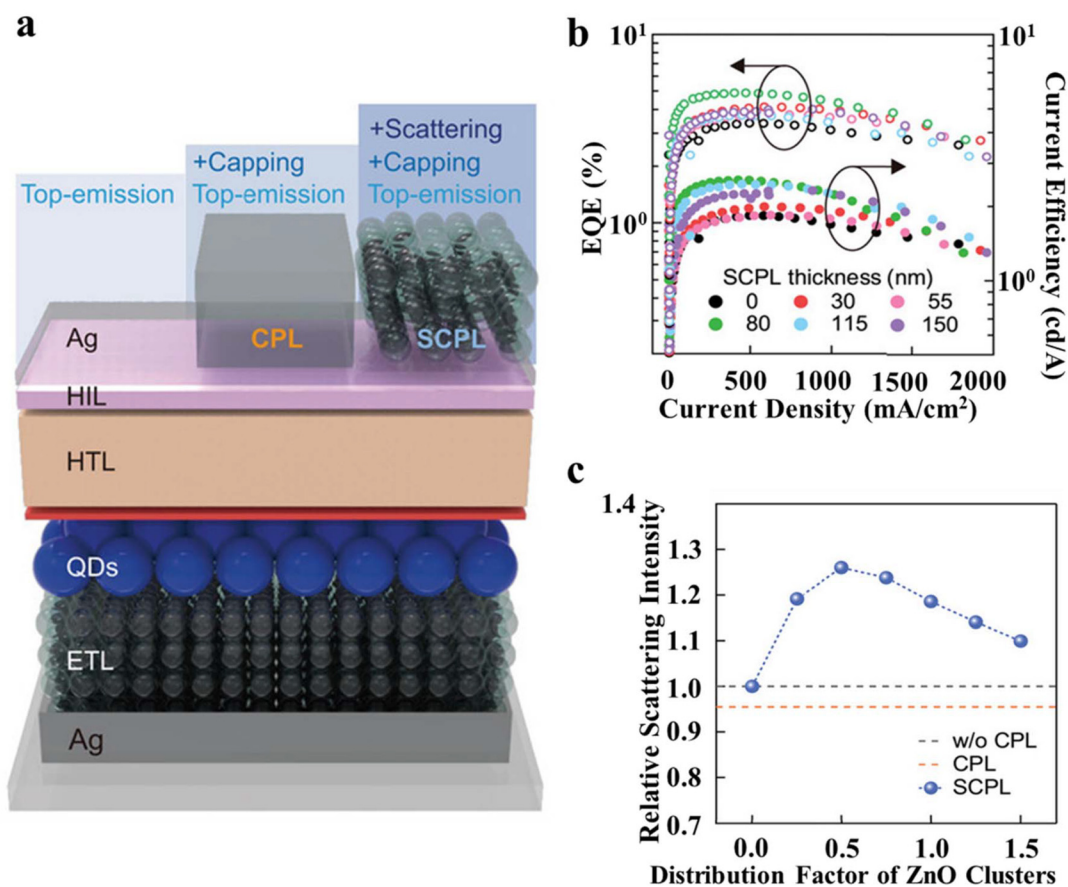 a
+Scattering
+Capping
+Capping
Top-emission
Top-emission
Top-emission
Ag
CPL
SCPL
HIL
HTL
QDs
ETL
Ag
b
10¹
10¹
10⁰
10⁰
EQE (%)
Current Efficiency (cd/A)
SCPL thickness (nm)
0 30 55
80 115 150
0 500 1000 1500 2000
Current Density (mA/cm²)
c
1.4
1.3
1.2
1.1
1.0
0.9
0.8
0.7
Relative Scattering Intensity
w/o CPL
CPL
SCPL
0.0 0.5 1.0 1.5
Distribution Factor of ZnO Clusters